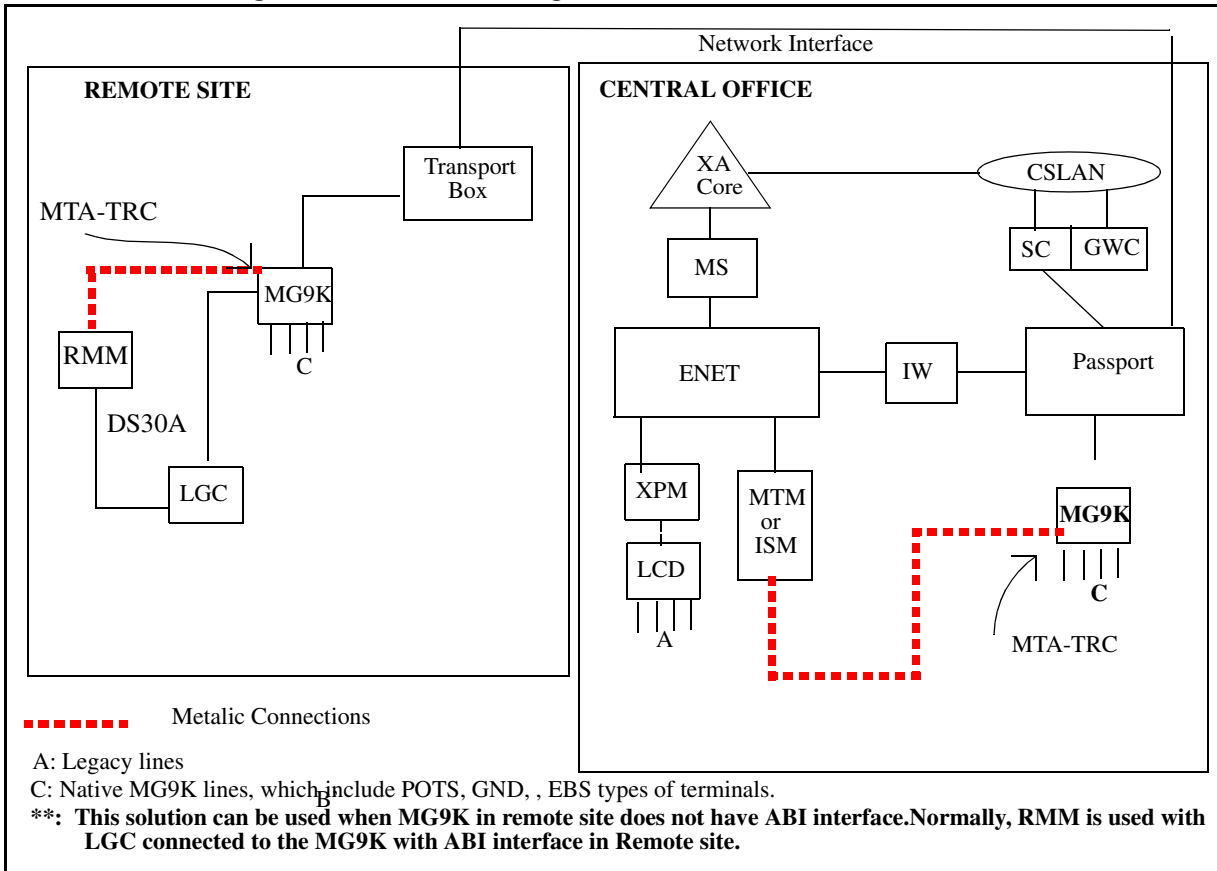 Network Interface
REMOTE SITE
CENTRAL OFFICE
Transport
Box
XA
Core
CSLAN
MTA-TRC
SC
GWC
MS
MG9K
C
RMM
ENET
IW
Passport
DS30A
LGC
XPM
MTM
or
ISM
MG9K
LCD
C
A
MTA-TRC
Metalic Connections
A: Legacy lines
C: Native MG9K lines, which include POTS, GND, , EBS types of terminals.
B
**: This solution can be used when MG9K in remote site does not have ABI interface.Normally, RMM is used with
LGC connected to the MG9K with ABI interface in Remote site.